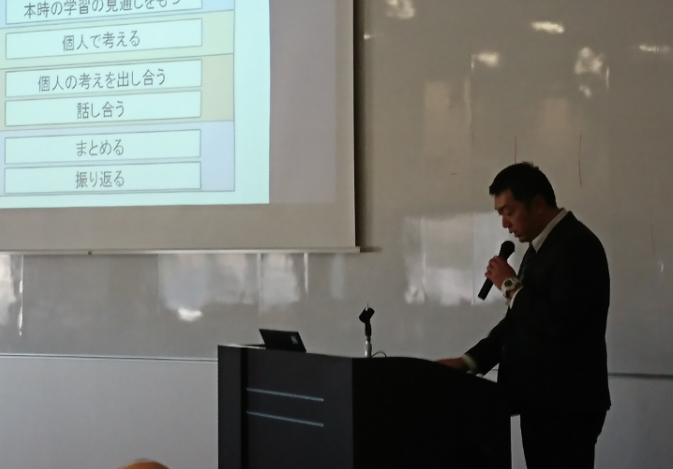 本時の学習の見通しをもつ
個人で考える
個人の考えを出し合う
話し合う
まとめる
振り返る